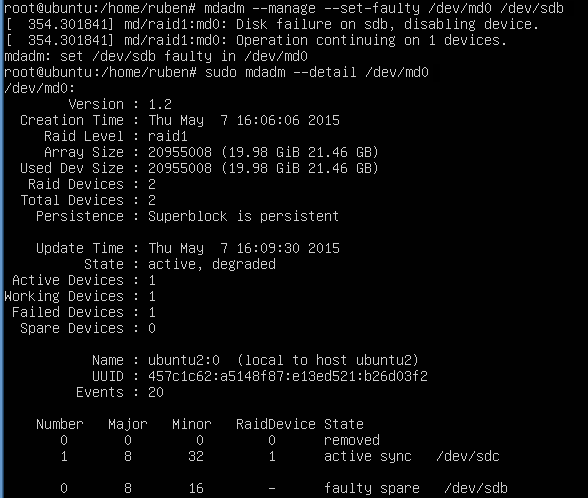 root@ubuntu:/home/ruben# mdadm --manage --set-faulty /dev/md0 /dev/sdb
[  354.301841] md/raid1:md0: Disk failure on sdb, disabling device.
[  354.301841] md/raid1:md0: Operation continuing on 1 devices.
mdadm: set /dev/sdb faulty in /dev/md0
root@ubuntu:/home/ruben# sudo mdadm --detail /dev/md0
/dev/md0:
        Version : 1.2
  Creation Time : Thu May  7 16:06:06 2015
     Raid Level : raid1
     Array Size : 20955008 (19.98 GiB 21.46 GB)
  Used Dev Size : 20955008 (19.98 GiB 21.46 GB)
   Raid Devices : 2
  Total Devices : 2
    Persistence : Superblock is persistent

    Update Time : Thu May  7 16:09:30 2015
          State : active, degraded
 Active Devices : 1
Working Devices : 1
 Failed Devices : 1
  Spare Devices : 0

           Name : ubuntu2:0  (local to host ubuntu2)
           UUID : 457c1c62:a5148f87:e13ed521:b26d03f2
         Events : 20

    Number   Major   Minor   RaidDevice State
       0       0        0        0      removed
       1       8       32        1      active sync   /dev/sdc

       0       8       16        -      faulty spare   /dev/sdb